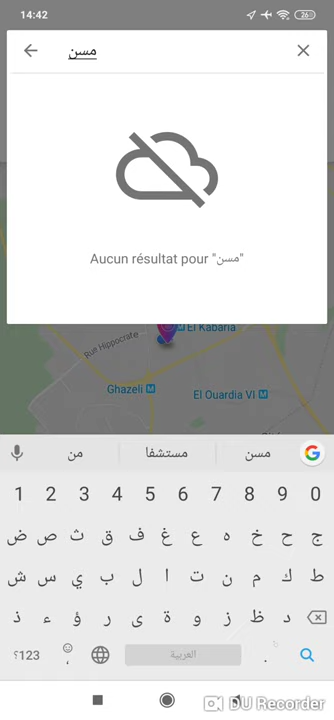 14:42
26
مسن
Aucun résultat pour "مسن"
El Kabaria
Rue Hippocrate
Ghazeli M
El Ouardia VI M
من مستشفا مسن
1 2 3 4 5 6 7 8 9 0
ض ص ث ق ف غ ع ه خ ح ج
ش س ي ب ل ا ت ن م ك ط
ذ ء ؤ ر ى ة و ز ظ د
؟123 ، العربية .
DU Recorder